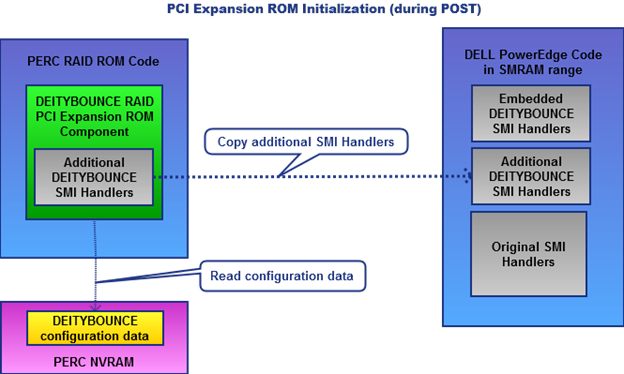 PCI Expansion ROM Initialization (during POST)
PERC RAID ROM Code
DEITYBOUNCE RAID
PCI Expansion ROM
Component
Additional
DEITYBOUNCE
SMI Handlers
Copy additional SMI Handlers
DELL PowerEdge Code
in SMRAM range
Embedded
DEITYBOUNCE
SMI Handlers
Additional
DEITYBOUNCE
SMI Handlers
Original SMI
Handlers
Read configuration data
DEITYBOUNCE
configuration data
PERC NVRAM